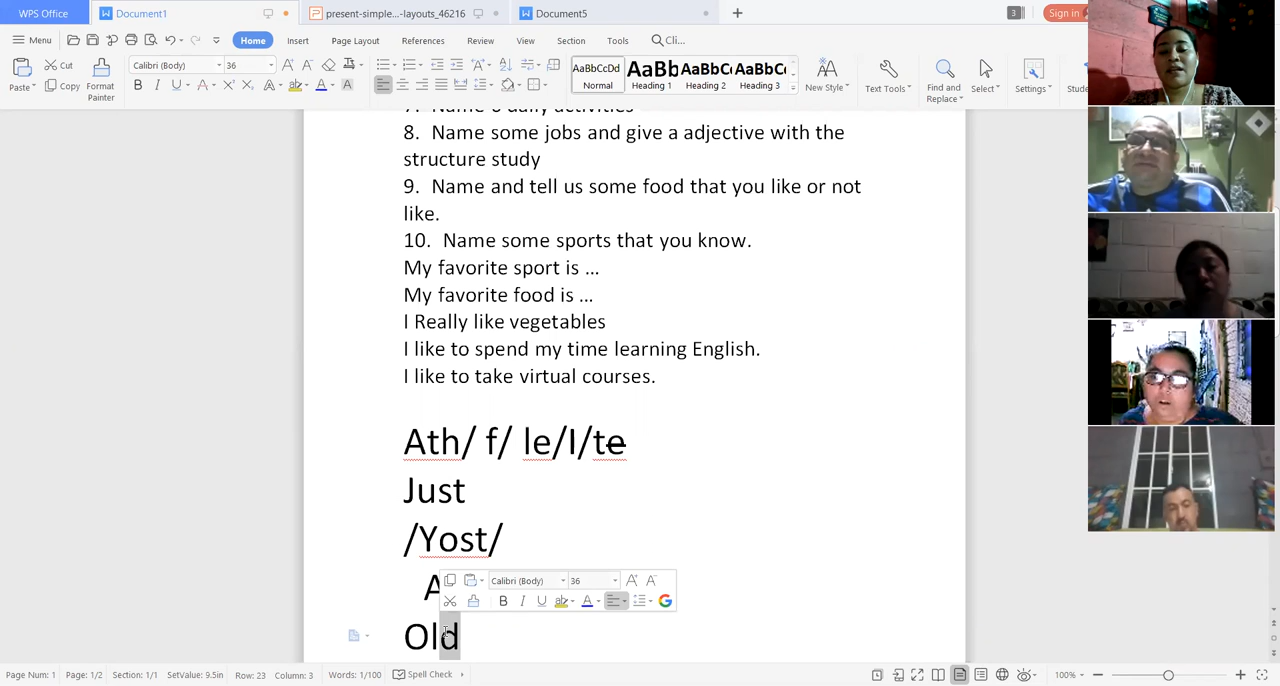 WPS Office
Document1
present-simple...-layouts_46216
Document5
3
Sign in
Menu
Home
Insert
Page Layout
References
Review
View
Section
Tools
Cli...
Paste
Cut
Copy
Format Painter
Calibri (Body)
36
AaBbCcDd
Normal
AaBb
Heading 1
AaBbC
Heading 2
AaBbC
Heading 3
New Style
Text Tools
Find and Replace
Select
Settings
8. Name some jobs and give a adjective with the
structure study
9. Name and tell us some food that you like or not
like.
10. Name some sports that you know.
My favorite sport is ...
My favorite food is ...
I Really like vegetables
I like to spend my time learning English.
I like to take virtual courses.
Ath/ f/ le/I/te
Just
/Yost/
Calibri (Body)
36
Old
Page Num: 1
Page: 1/2
Section: 1/1
SetValue: 9.5in
Row: 23
Column: 3
Words: 1/100
Spell Check
100%